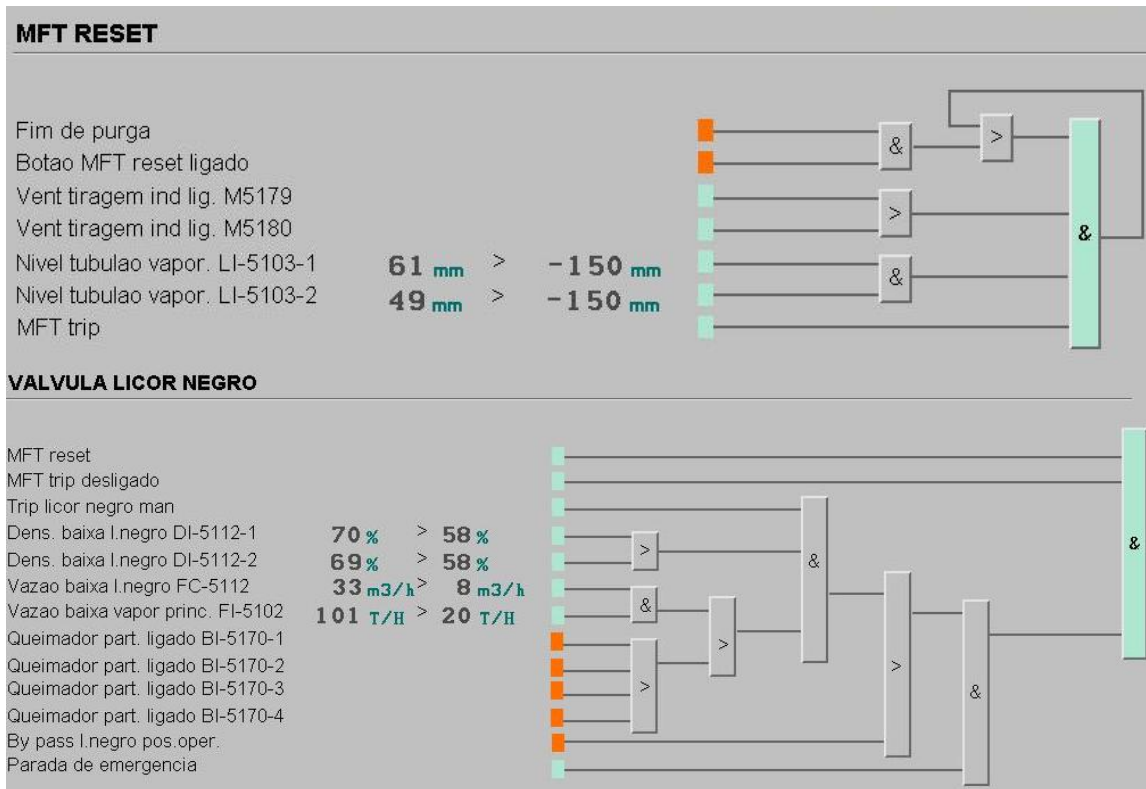 MFT RESET
Fim de purga
Botao MFT reset ligado
Vent tiragem ind lig. M5179
Vent tiragem ind lig. M5180
Nivel tubulao vapor. LI-5103-1 61 mm > -150 mm
Nivel tubulao vapor. LI-5103-2 49 mm > -150 mm
MFT trip
& >
>
&
&
VALVULA LICOR NEGRO
MFT reset
MFT trip desligado
Trip licor negro man
Dens. baixa l.negro DI-5112-1 70 % > 58 %
Dens. baixa l.negro DI-5112-2 69 % > 58 %
Vazao baixa l.negro FC-5112 33 m3/h > 8 m3/h
Vazao baixa vapor princ. FI-5102 101 T/H > 20 T/H
Queimador part. ligado BI-5170-1
Queimador part. ligado BI-5170-2
Queimador part. ligado BI-5170-3
Queimador part. ligado BI-5170-4
By pass l.negro pos.oper.
Parada de emergencia
> & &
& >
> > &